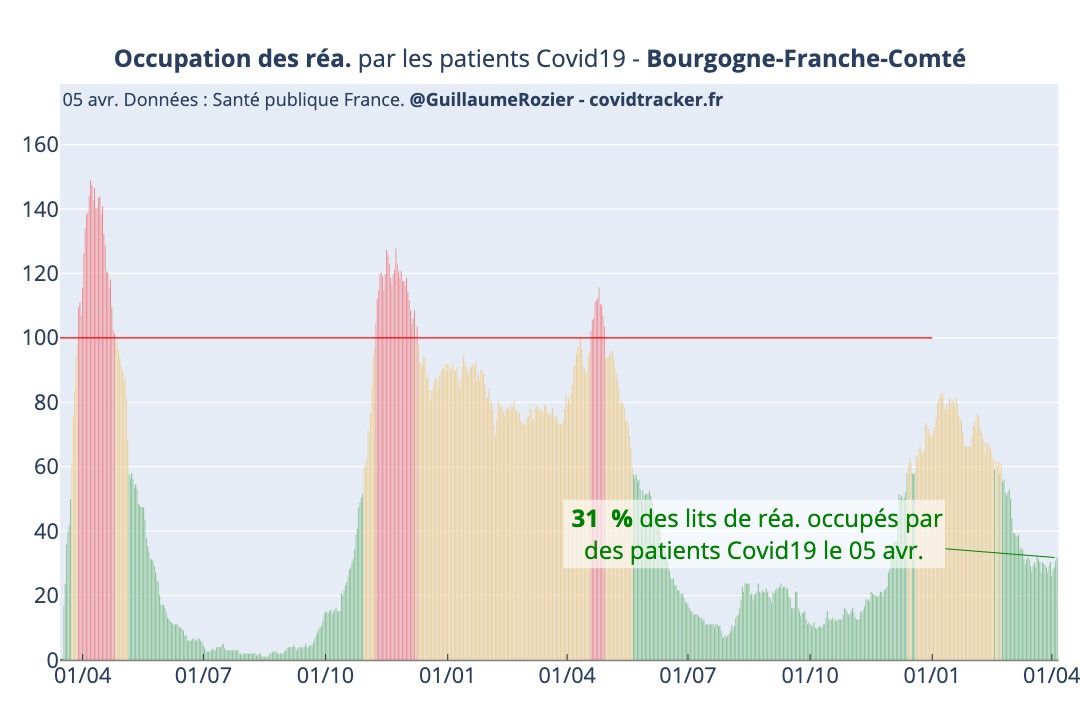 Occupation des réa. par les patients Covid19 - Bourgogne-Franche-Comté
05 avr. Données : Santé publique France. @GuillaumeRozier - covidtracker.fr
160
140
120
100
80
60
40
20
0
31 % des lits de réa. occupés par
des patients Covid19 le 05 avr.
01/04 01/07 01/10 01/01 01/04 01/07 01/10 01/01 01/04